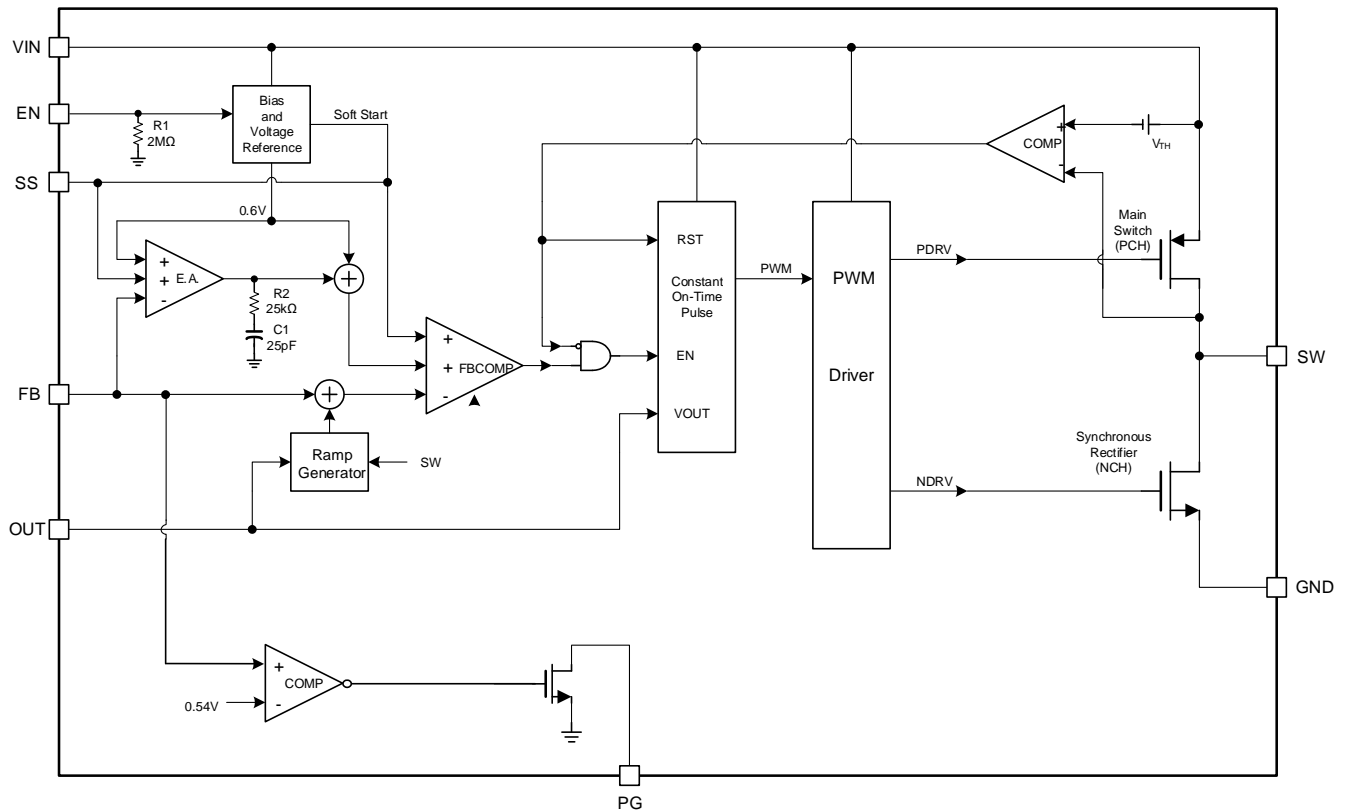 VIN
EN
R1
2MΩ
Bias
and
Voltage
Reference
Soft Start
SS
0.6V
+
+
-
E.A.
+
R2
25kΩ
C1
25pF
+
+
-
FBCOMP
FB
+
Ramp
Generator
SW
OUT
RST
Constant
On-Time
Pulse
EN
VOUT
PWM
PWM
Driver
PDRV
NDRV
+
-
COMP
VTH
Main
Switch
(PCH)
SW
Synchronous
Rectifier
(NCH)
GND
+
COMP
-
0.54V
PG